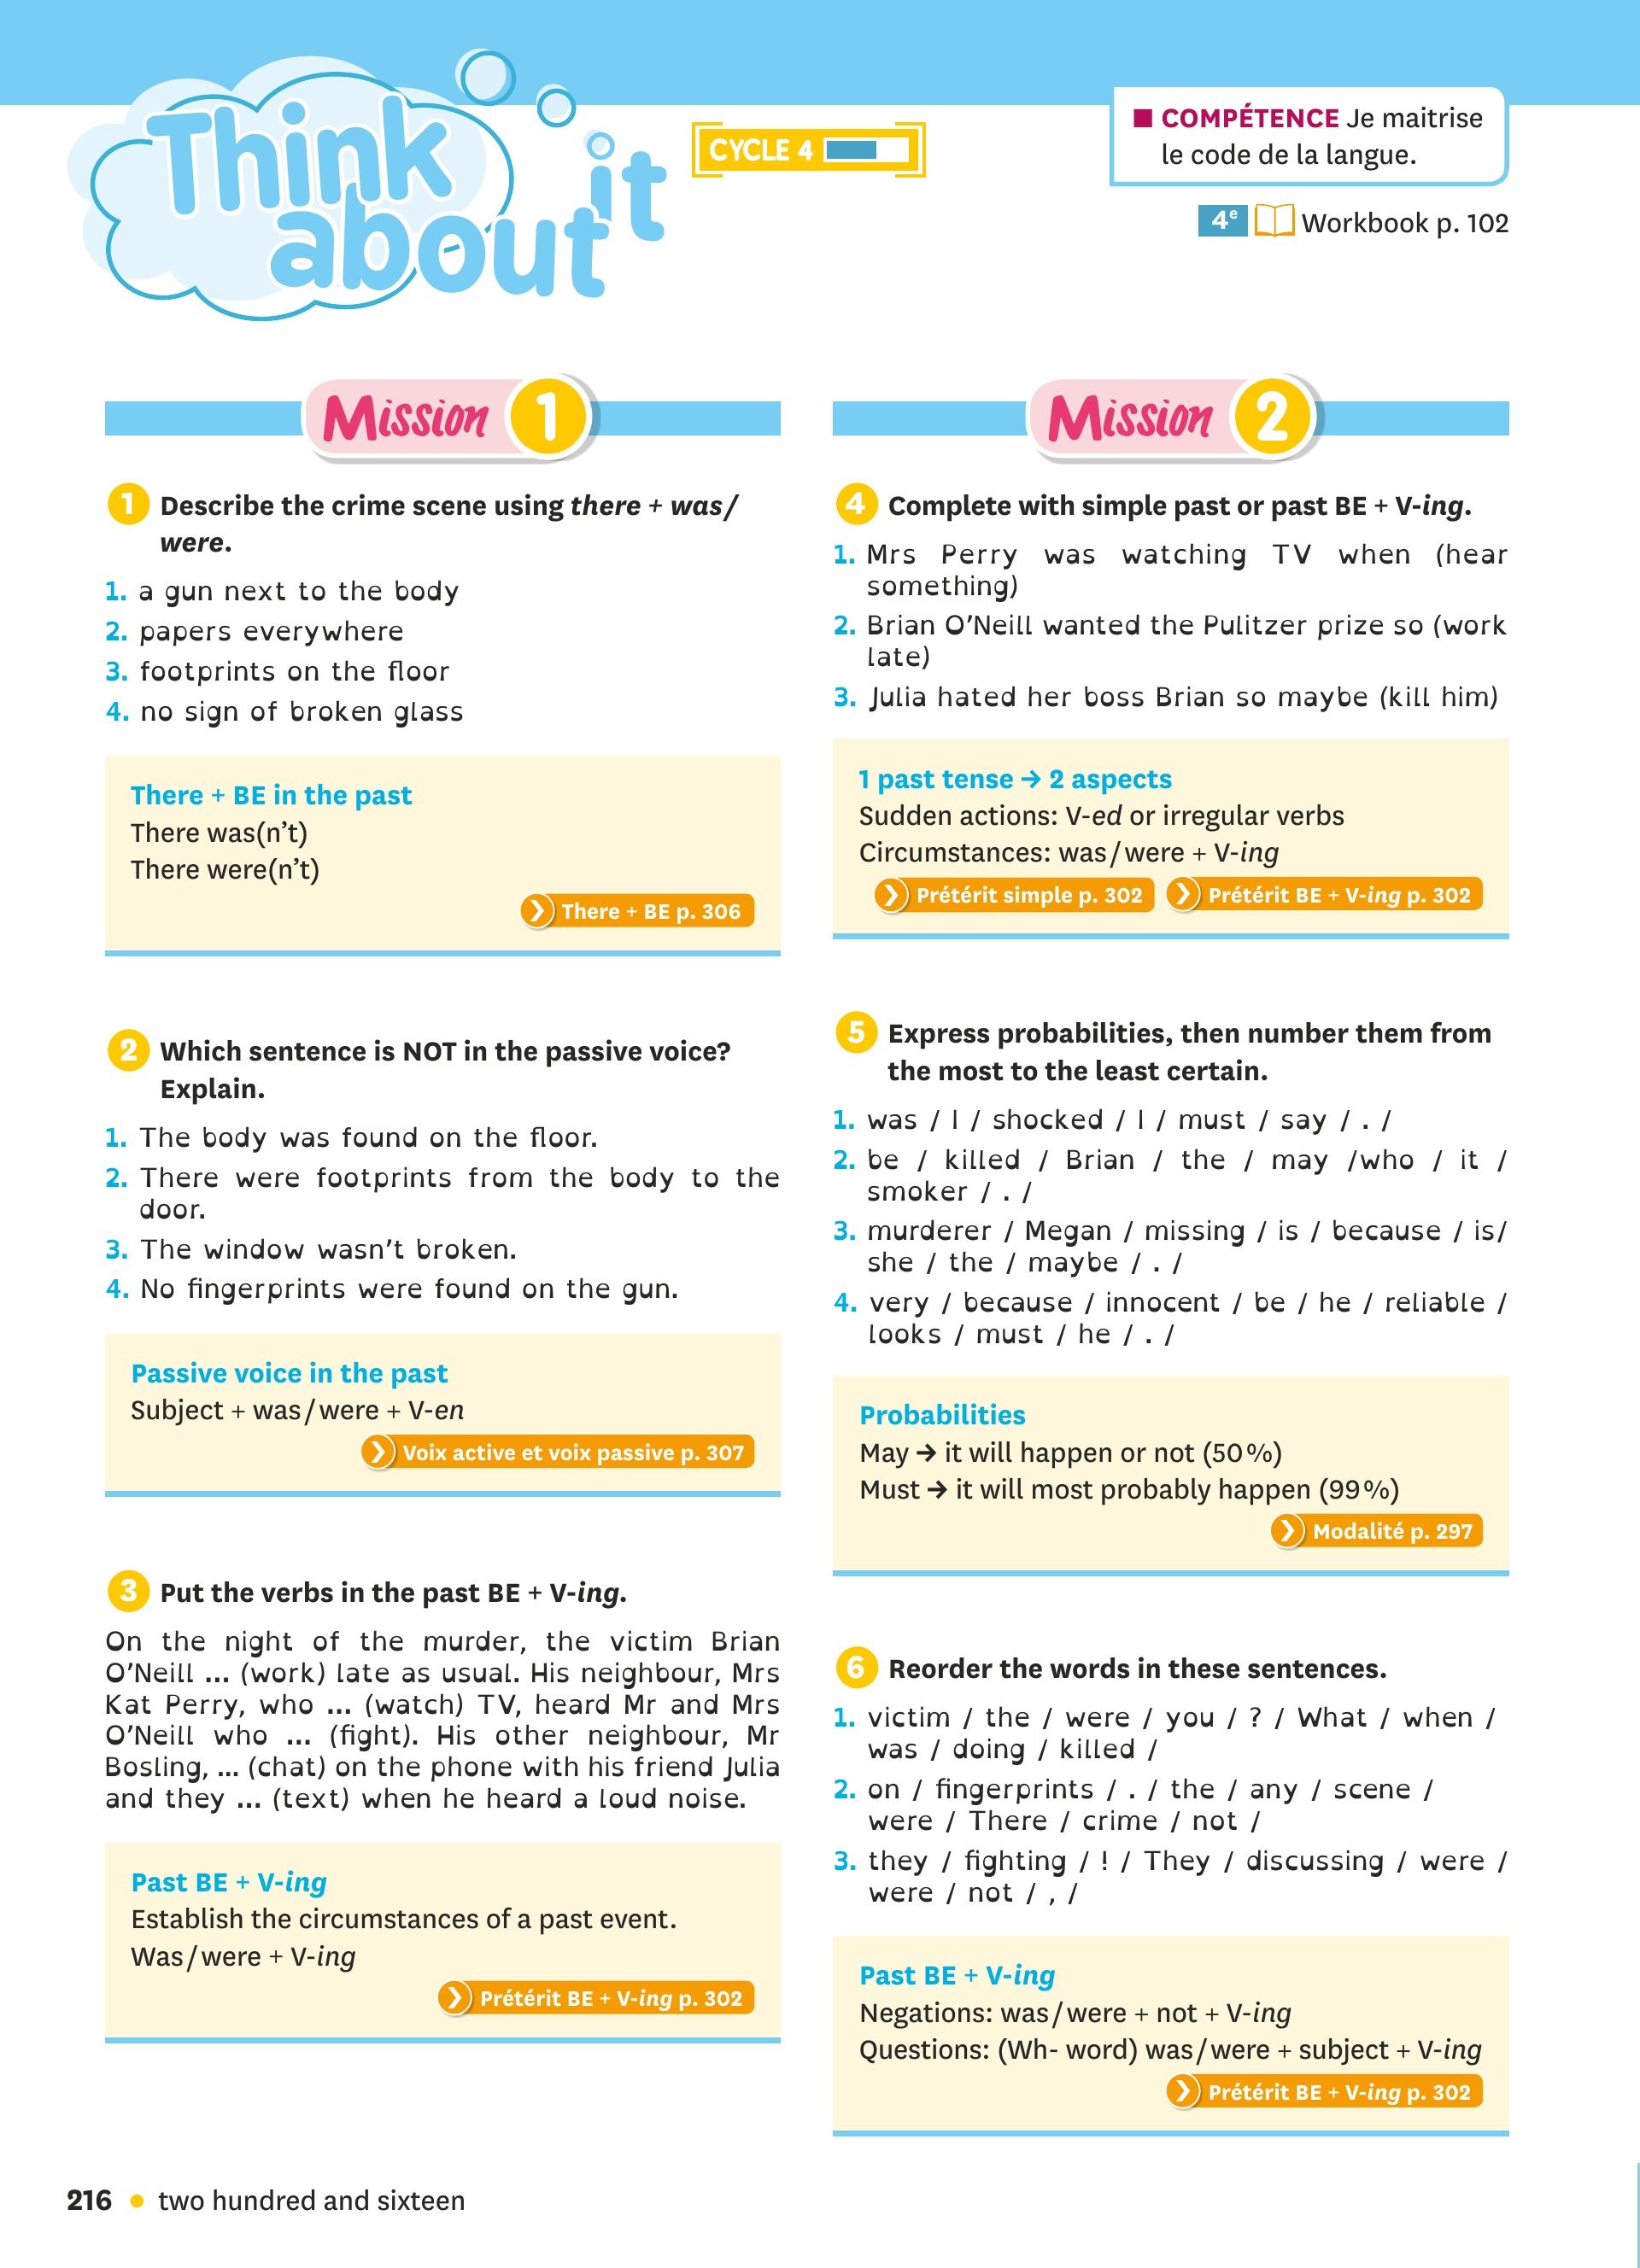 Think
about it
CYCLE 4
■ COMPÉTENCE Je maitrise
le code de la langue.
4e Workbook p. 102
Mission 1
1 Describe the crime scene using there + was/
were.
1. a gun next to the body
2. papers everywhere
3. footprints on the floor
4. no sign of broken glass
There + BE in the past
There was(n’t)
There were(n’t)
There + BE p. 306
2 Which sentence is NOT in the passive voice?
Explain.
1. The body was found on the floor.
2. There were footprints from the body to the
door.
3. The window wasn’t broken.
4. No fingerprints were found on the gun.
Passive voice in the past
Subject + was/were + V-en
Voix active et voix passive p. 307
3 Put the verbs in the past BE + V-ing.
On the night of the murder, the victim Brian
O’Neill ... (work) late as usual. His neighbour, Mrs
Kat Perry, who ... (watch) TV, heard Mr and Mrs
O’Neill who ... (fight). His other neighbour, Mr
Bosling, ... (chat) on the phone with his friend Julia
and they ... (text) when he heard a loud noise.
Past BE + V-ing
Establish the circumstances of a past event.
Was/were + V-ing
Prétérit BE + V-ing p. 302
Mission 2
4 Complete with simple past or past BE + V-ing.
1. Mrs Perry was watching TV when (hear
something)
2. Brian O’Neill wanted the Pulitzer prize so (work
late)
3. Julia hated her boss Brian so maybe (kill him)
1 past tense → 2 aspects
Sudden actions: V-ed or irregular verbs
Circumstances: was/were + V-ing
Prétérit simple p. 302 Prétérit BE + V-ing p. 302
5 Express probabilities, then number them from
the most to the least certain.
1. was / I / shocked / I / must / say / . /
2. be / killed / Brian / the / may /who / it /
smoker / . /
3. murderer / Megan / missing / is / because / is/
she / the / maybe / . /
4. very / because / innocent / be / he / reliable /
looks / must / he / . /
Probabilities
May → it will happen or not (50 %)
Must → it will most probably happen (99 %)
Modalité p. 297
6 Reorder the words in these sentences.
1. victim / the / were / you / ? / What / when /
was / doing / killed /
2. on / fingerprints / . / the / any / scene /
were / There / crime / not /
3. they / fighting / ! / They / discussing / were /
were / not / , /
Past BE + V-ing
Negations: was/were + not + V-ing
Questions: (Wh- word) was/were + subject + V-ing
Prétérit BE + V-ing p. 302
216 • two hundred and sixteen